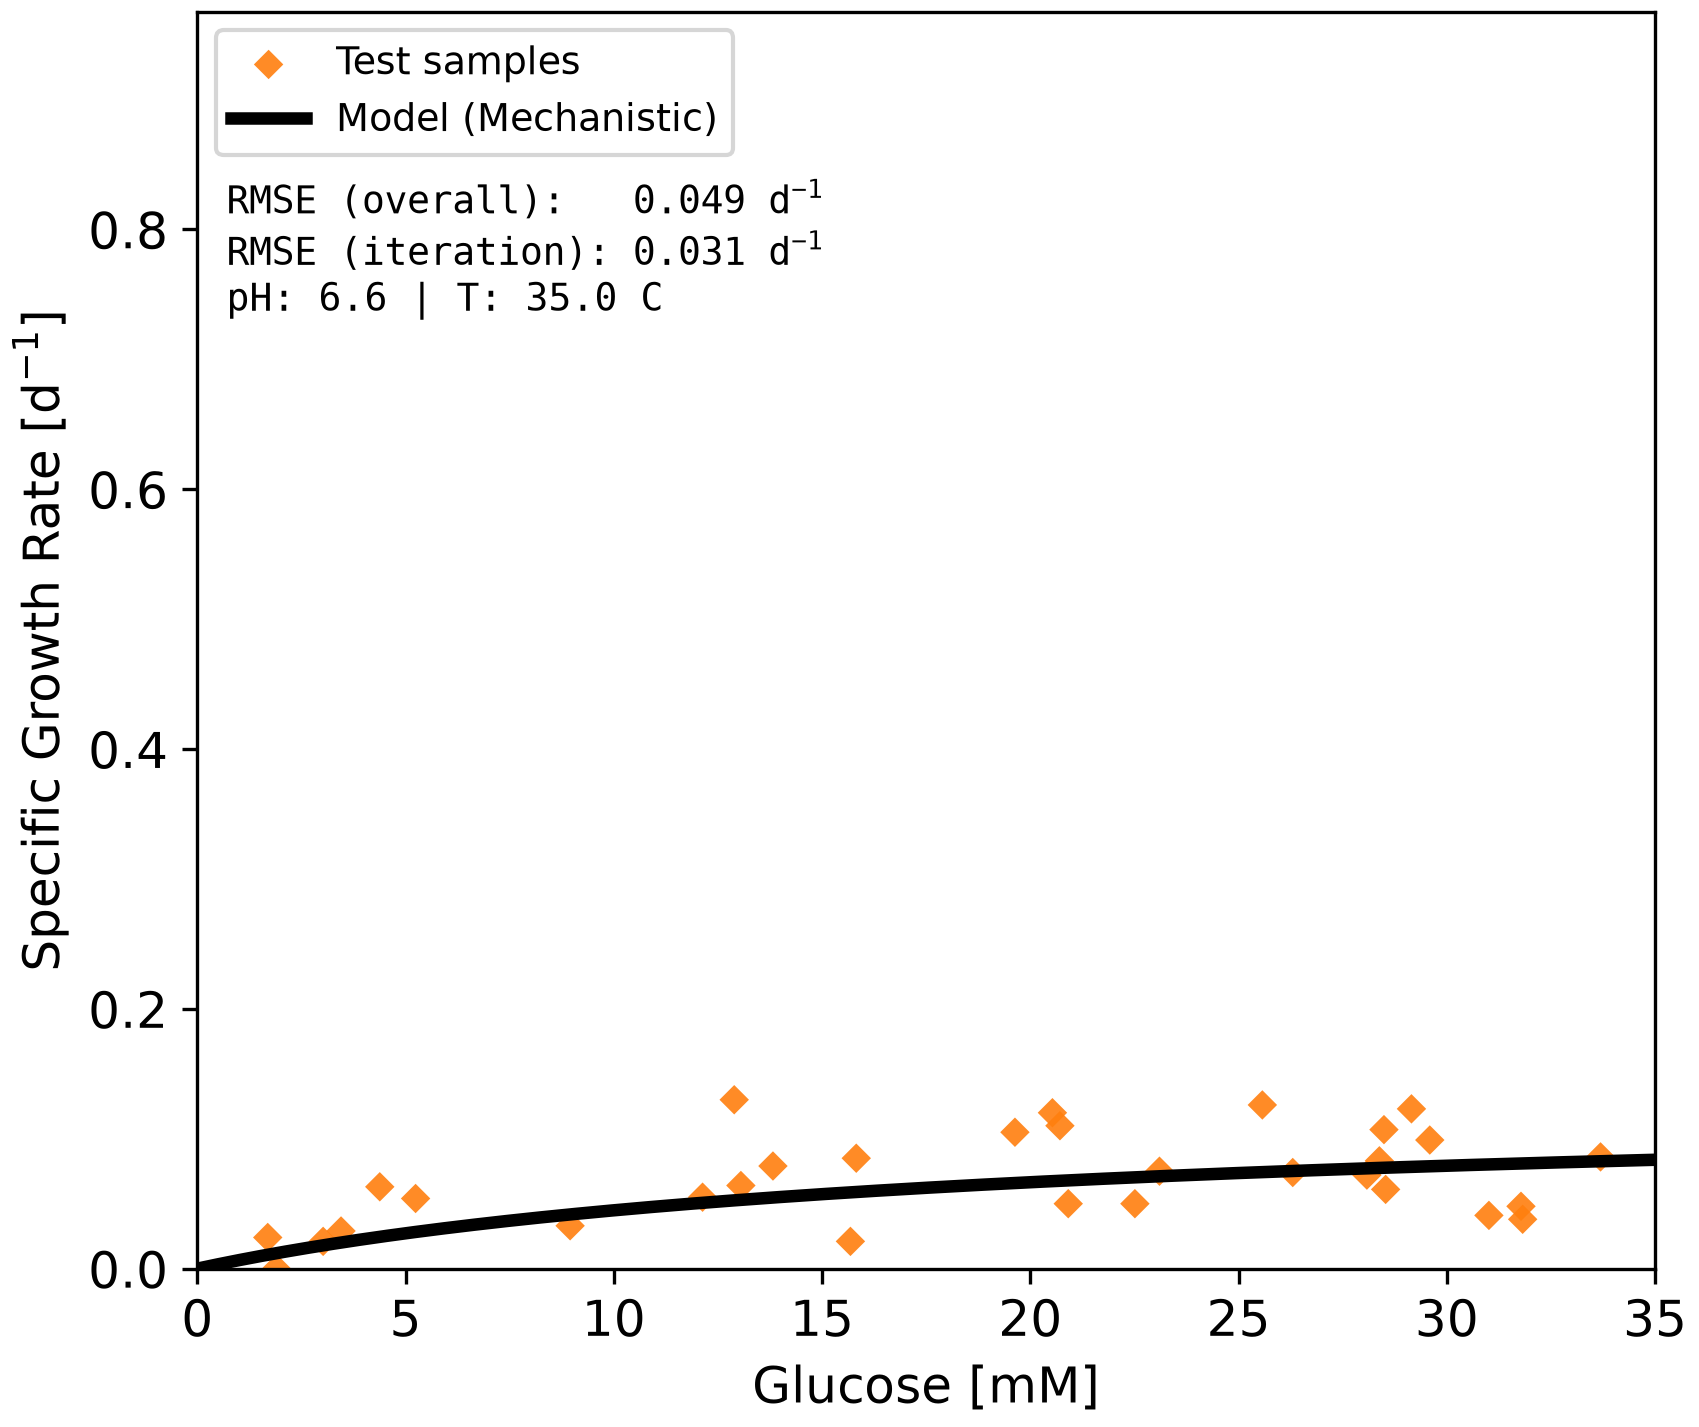 Test samples
Model (Mechanistic)
RMSE (overall):   0.049 d⁻¹
RMSE (iteration): 0.031 d⁻¹
pH: 6.6 | T: 35.0 C
Specific Growth Rate [d⁻¹]
0.8
0.6
0.4
0.2
0.0
0 5 10 15 20 25 30 35
Glucose [mM]